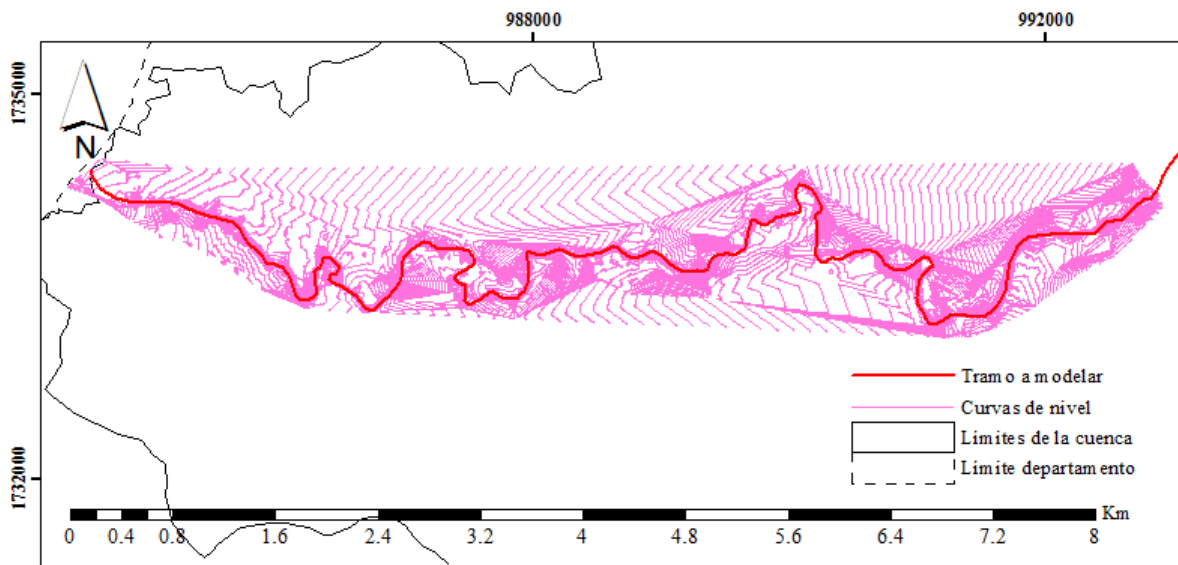 988000
992000
1735000
N
Tramo a modelar
Curvas de nivel
Límites de la cuenca
Límite departamento
1732000
Km
0 0.4 0.8 1.6 2.4 3.2 4 4.8 5.6 6.4 7.2 8